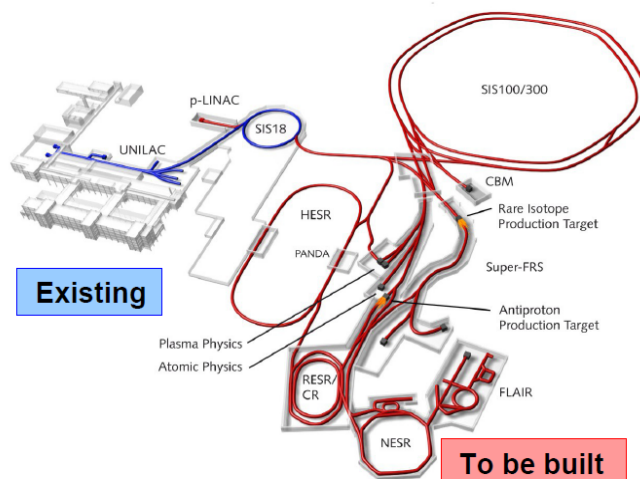 SIS100/300
p-LINAC
SIS18
UNILAC
CBM
Rare Isotope
Production Target
HESR
PANDA
Super-FRS
Existing
Antiproton
Production Target
Plasma Physics
Atomic Physics
RESR/
CR
FLAIR
NESR
To be built